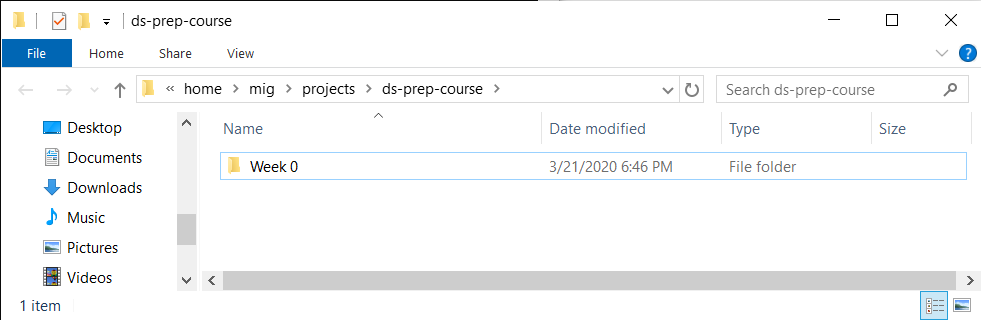 ds-prep-course
File Home Share View
« home > mig > projects > ds-prep-course > Search ds-prep-course
Desktop
Documents
Downloads
Music
Pictures
Videos
Name Date modified Type Size
Week 0 3/21/2020 6:46 PM File folder
1 item